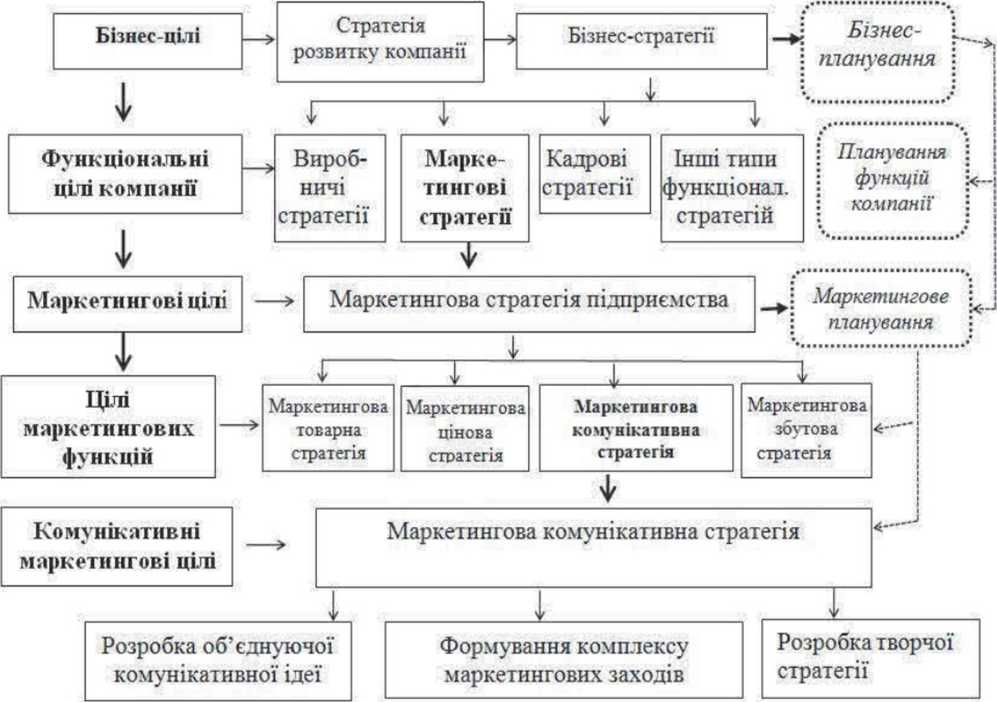 Бізнес-цілі
Стратегія
розвитку компанії
Бізнес-стратегії
Бізнес-
планування
Функціональні
цілі компанії
Вироб-
ничі
стратегії
Марке-
тингові
стратегії
Кадрові
стратегії
Інші типи
функціонал.
стратегій
Планування
функцій
компанії
Маркетингові цілі
Маркетингова стратегія підприємства
Маркетингове
планування
Цілі
маркетингових
функцій
Маркетингова
товарна
стратегія
Маркетингова
цінова
стратегія
Маркетингова
комунікативна
стратегія
Маркетингова
збутова
стратегія
Комунікативні
маркетингові цілі
Маркетингова комунікативна стратегія
Розробка об’єднуючої
комунікативної ідеї
Формування комплексу
маркетингових заходів
Розробка творчої
стратегії